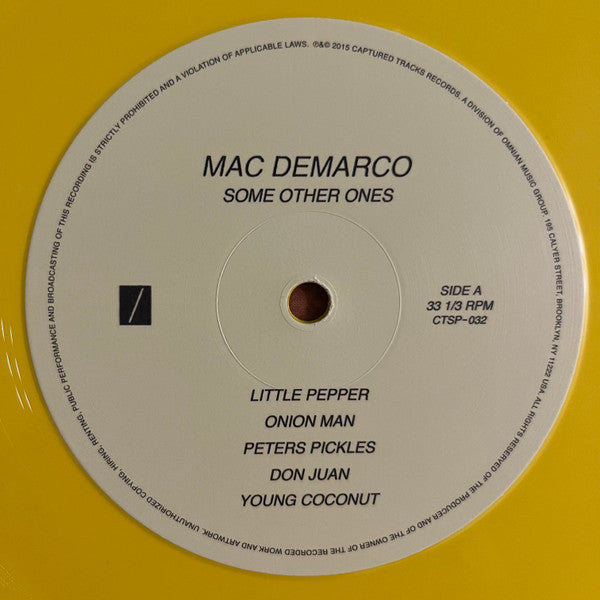 MAC DEMARCO
SOME OTHER ONES
SIDE A
33 1/3 RPM
CTSP-032
LITTLE PEPPER
ONION MAN
PETERS PICKLES
DON JUAN
YOUNG COCONUT
℗&© 2015 CAPTURED TRACKS RECORDS, A DIVISION OF OMNIAN MUSIC GROUP, 195 CALYER STREET, BROOKLYN, NY 11222 USA. ALL RIGHTS RESERVED OF THE PRODUCER AND OF THE OWNER OF THE RECORDED WORK AND ARTWORK. UNAUTHORIZED COPYING, HIRING, RENTING, PUBLIC PERFORMANCE AND BROADCASTING OF THIS RECORDING IS STRICTLY PROHIBITED AND A VIOLATION OF APPLICABLE LAWS.